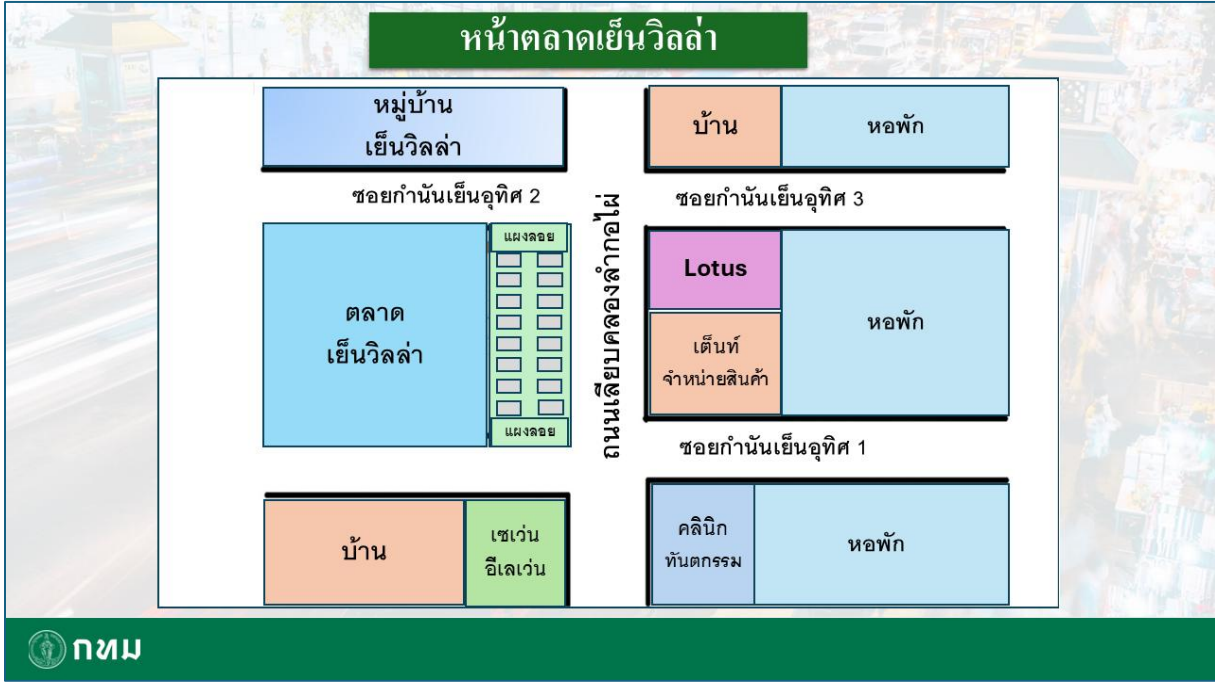 หน้าตลาดเย็นวิลล่า
หมู่บ้าน
เย็นวิลล่า
บ้าน
หอพัก
ซอยกำนันเย็นอุทิศ 2
ซอยกำนันเย็นอุทิศ 3
ถนนเลียบคลองลำกอไผ่
แผงลอย
ตลาด
เย็นวิลล่า
แผงลอย
Lotus
เต็นท์
จำหน่ายสินค้า
หอพัก
ซอยกำนันเย็นอุทิศ 1
บ้าน
เซเว่น
อีเลเว่น
คลินิก
ทันตกรรม
หอพัก
กทม